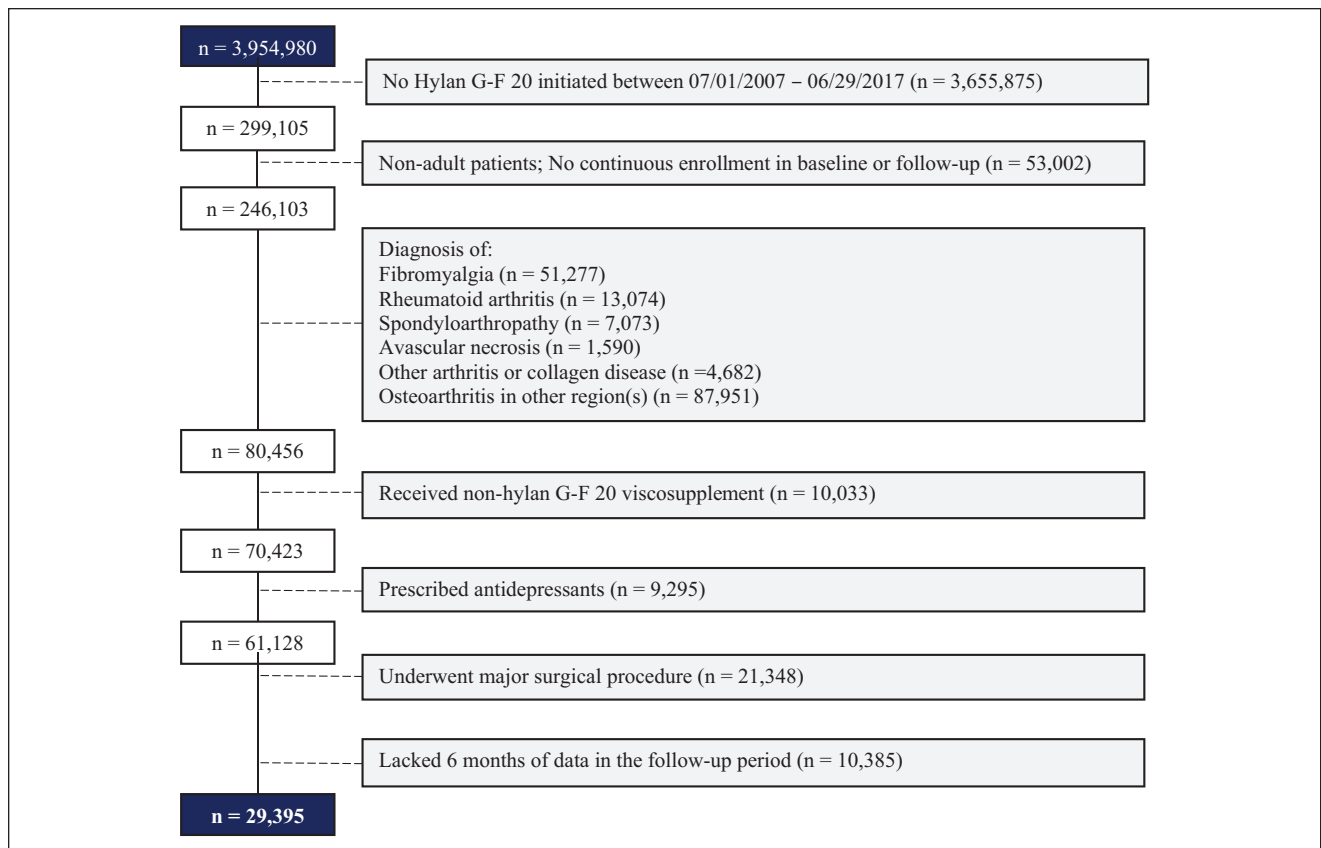 n = 3,954,980
No Hylan G-F 20 initiated between 07/01/2007 – 06/29/2017 (n = 3,655,875)
n = 299,105
Non-adult patients; No continuous enrollment in baseline or follow-up (n = 53,002)
n = 246,103
Diagnosis of:
Fibromyalgia (n = 51,277)
Rheumatoid arthritis (n = 13,074)
Spondyloarthropathy (n = 7,073)
Avascular necrosis (n = 1,590)
Other arthritis or collagen disease (n =4,682)
Osteoarthritis in other region(s) (n = 87,951)
n = 80,456
Received non-hylan G-F 20 viscosupplement (n = 10,033)
n = 70,423
Prescribed antidepressants (n = 9,295)
n = 61,128
Underwent major surgical procedure (n = 21,348)
Lacked 6 months of data in the follow-up period (n = 10,385)
n = 29,395